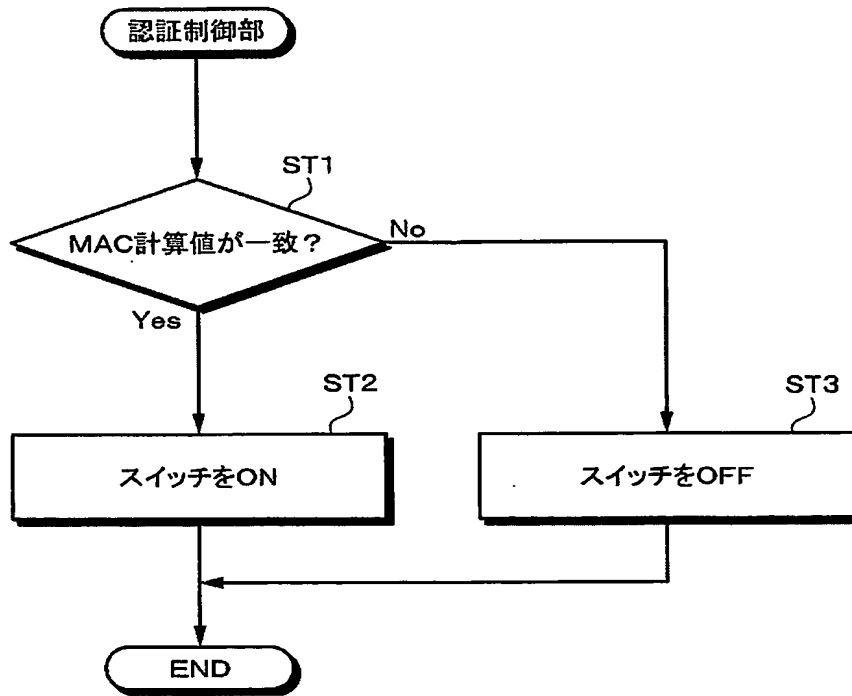 認証制御部
ST1
MAC計算値が一致？
No
Yes
ST2
スイッチをON
ST3
スイッチをOFF
END